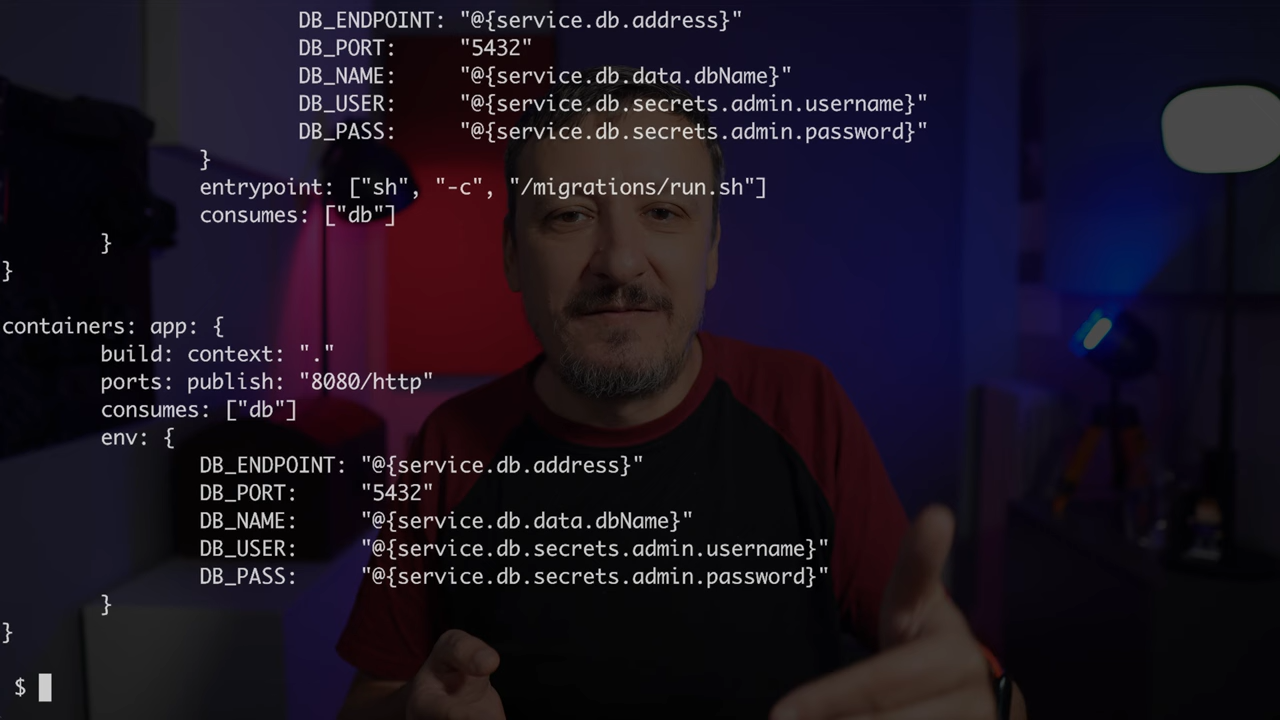 DB_ENDPOINT: "@{service.db.address}"
DB_PORT:     "5432"
DB_NAME:     "@{service.db.data.dbName}"
DB_USER:     "@{service.db.secrets.admin.username}"
DB_PASS:     "@{service.db.secrets.admin.password}"
}
entrypoint: ["sh", "-c", "/migrations/run.sh"]
consumes: ["db"]
}
}
containers: app: {
build: context: "."
ports: publish: "8080/http"
consumes: ["db"]
env: {
DB_ENDPOINT: "@{service.db.address}"
DB_PORT:     "5432"
DB_NAME:     "@{service.db.data.dbName}"
DB_USER:     "@{service.db.secrets.admin.username}"
DB_PASS:     "@{service.db.secrets.admin.password}"
}
}
$